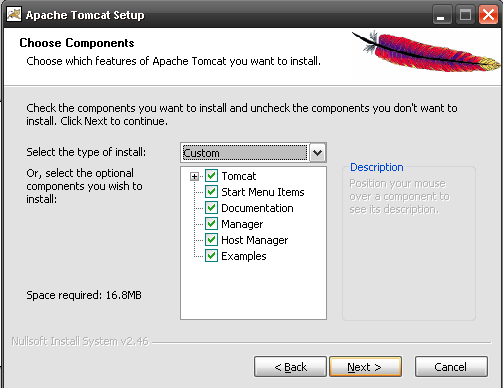 Apache Tomcat Setup
Choose Components
Choose which features of Apache Tomcat you want to install.
Check the components you want to install and uncheck the components you don't want to
install. Click Next to continue.
Select the type of install:
Custom
Or, select the optional
components you wish to
install:
Tomcat
Start Menu Items
Documentation
Manager
Host Manager
Examples
Description
Position your mouse
over a component to
see its description.
Space required: 16.8MB
Nullsoft Install System v2.46
< Back
Next >
Cancel